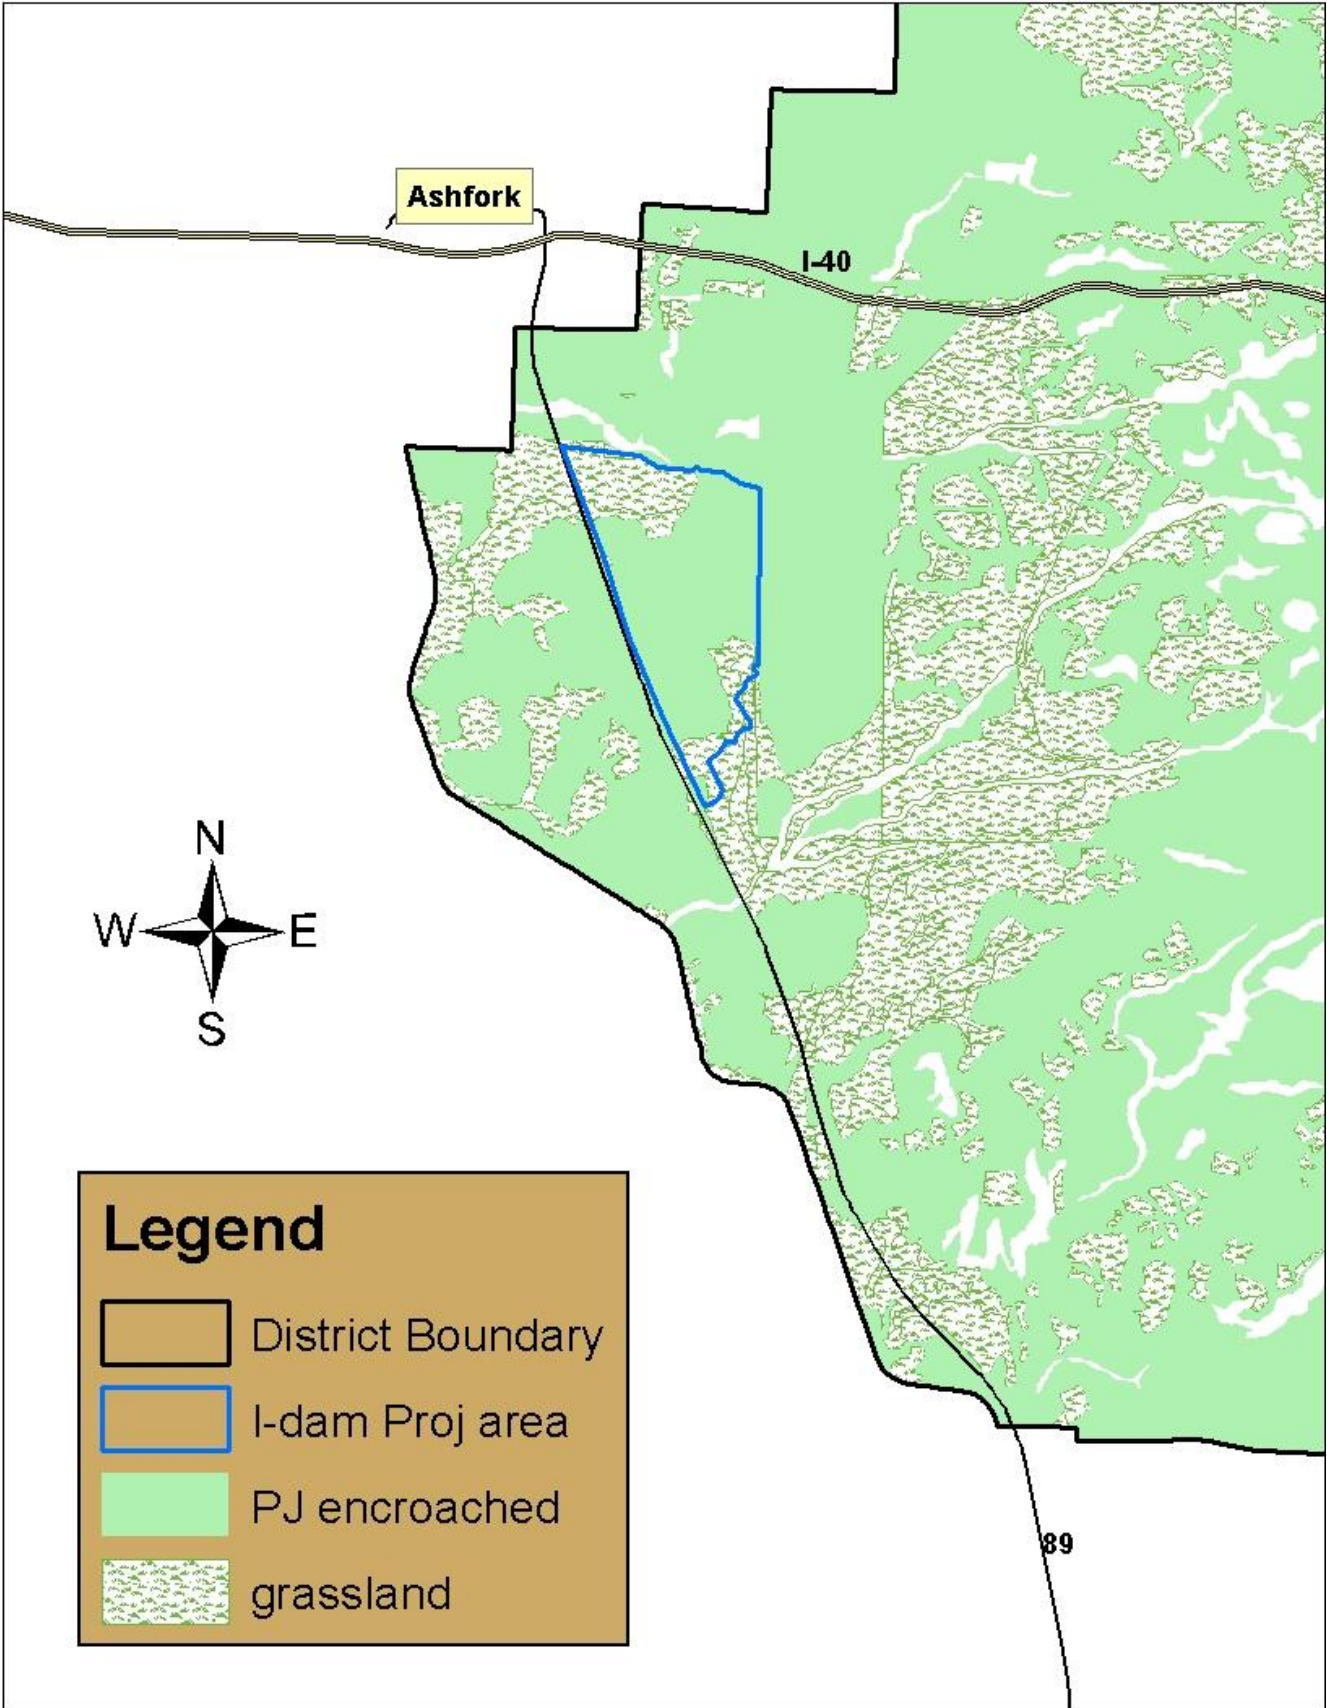 Ashfork
I-40
N
W
E
S
Legend
District Boundary
I-dam Proj area
PJ encroached
grassland
89